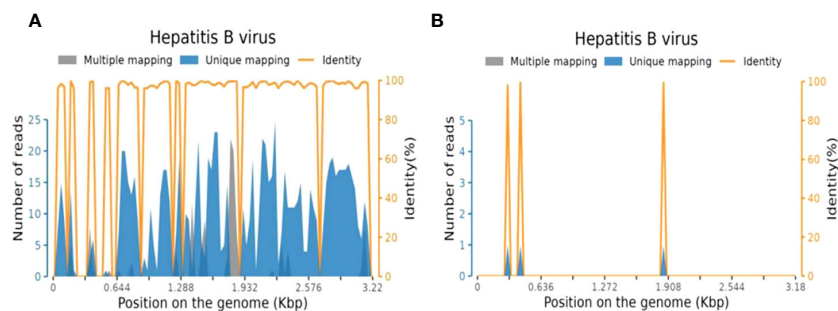 A
Hepatitis B virus
Multiple mapping Unique mapping Identity
Number of reads
25
20
15
10
5
0
100
80
60
40
20
0
Identity(%)
0 0.644 1.288 1.932 2.576 3.22
Position on the genome (Kbp)
B
Hepatitis B virus
Multiple mapping Unique mapping Identity
Number of reads
5
4
3
2
1
0
100
80
60
40
20
0
Identity(%)
0 0.636 1.272 1.908 2.544 3.18
Position on the genome (Kbp)